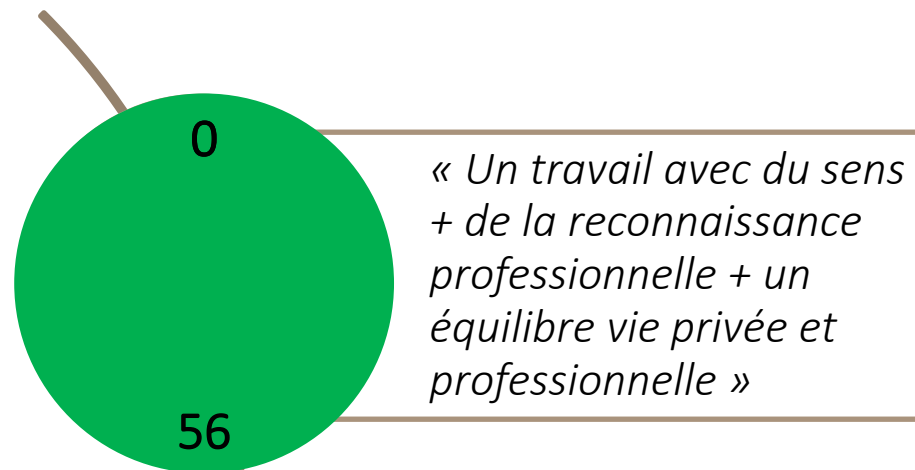 0
« Un travail avec du sens
+ de la reconnaissance
professionnelle + un
équilibre vie privée et
professionnelle »
56